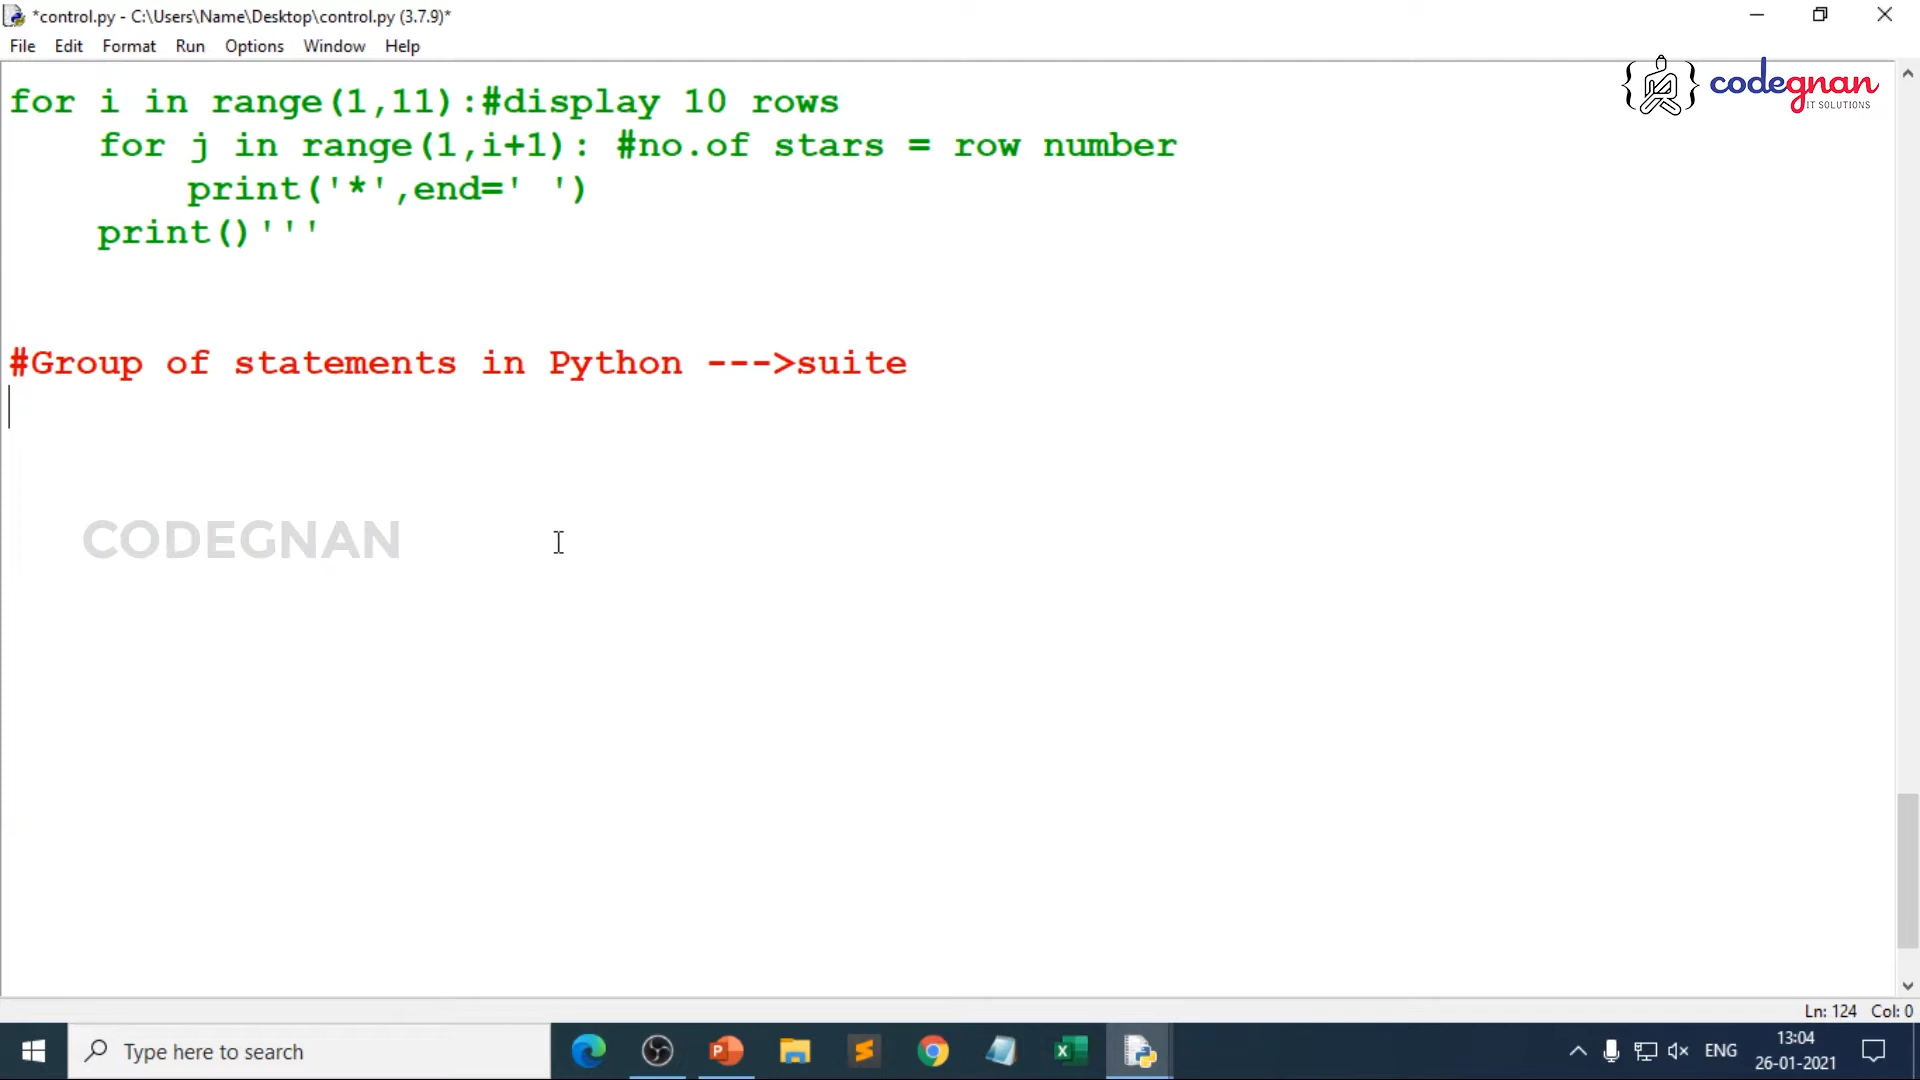 *control.py - C:\Users\Name\Desktop\control.py (3.7.9)*
File Edit Format Run Options Window Help
codegnan
IT SOLUTIONS
for i in range(1,11):#display 10 rows
    for j in range(1,i+1): #no.of stars = row number
        print('*',end=' ')
    print()'''
#Group of statements in Python --->suite
CODEGNAN
Ln: 124 Col: 0
Type here to search
ENG
13:04
26-01-2021